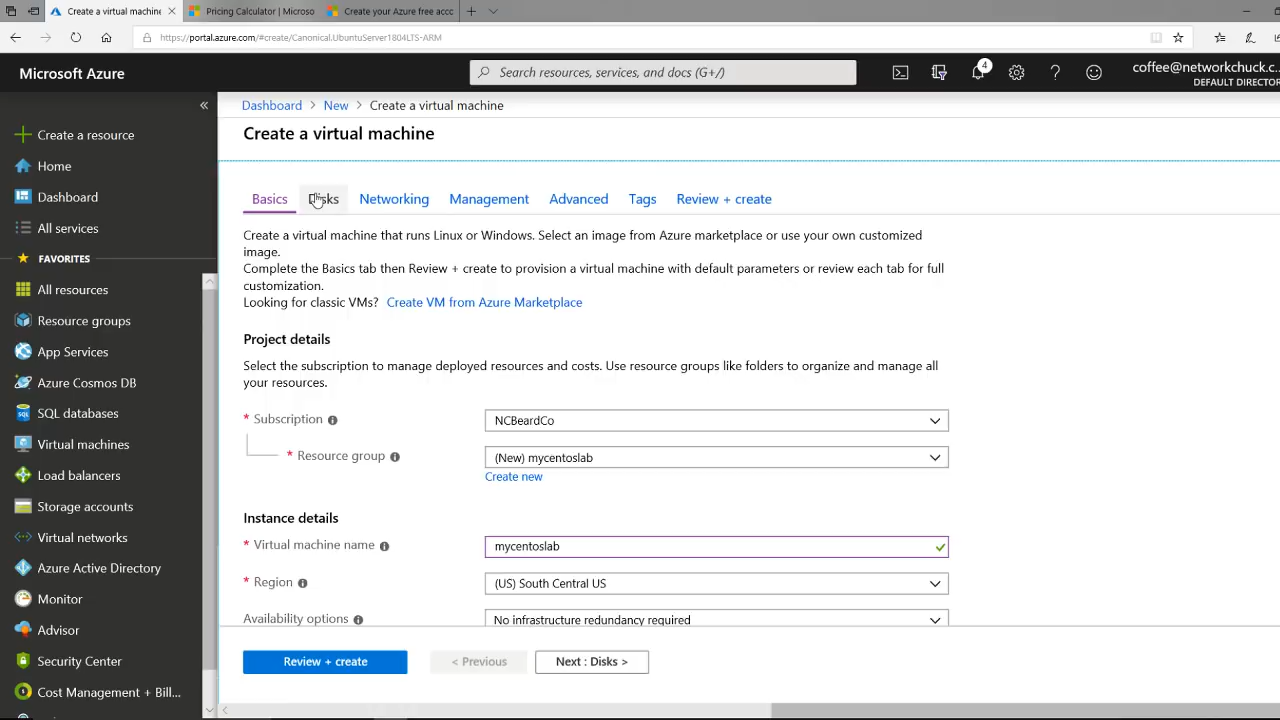 Create a virtual machine
Pricing Calculator | Microso
Create your Azure free acc
https://portal.azure.com/#create/Canonical.UbuntuServer1804LTS-ARM
Microsoft Azure
Search resources, services, and docs (G+/)
4
coffee@networkchuck.c...
DEFAULT DIRECTOR
Create a resource
Home
Dashboard
All services
FAVORITES
All resources
Resource groups
App Services
Azure Cosmos DB
SQL databases
Virtual machines
Load balancers
Storage accounts
Virtual networks
Azure Active Directory
Monitor
Advisor
Security Center
Cost Management + Bill...
Dashboard > New > Create a virtual machine
Create a virtual machine
Basics Disks Networking Management Advanced Tags Review + create
Create a virtual machine that runs Linux or Windows. Select an image from Azure marketplace or use your own customized
image.
Complete the Basics tab then Review + create to provision a virtual machine with default parameters or review each tab for full
customization.
Looking for classic VMs? Create VM from Azure Marketplace
Project details
Select the subscription to manage deployed resources and costs. Use resource groups like folders to organize and manage all
your resources.
* Subscription
NCBeardCo
* Resource group
(New) mycentoslab
Create new
Instance details
* Virtual machine name
mycentoslab
* Region
(US) South Central US
Availability options
No infrastructure redundancy required
Review + create
< Previous
Next : Disks >